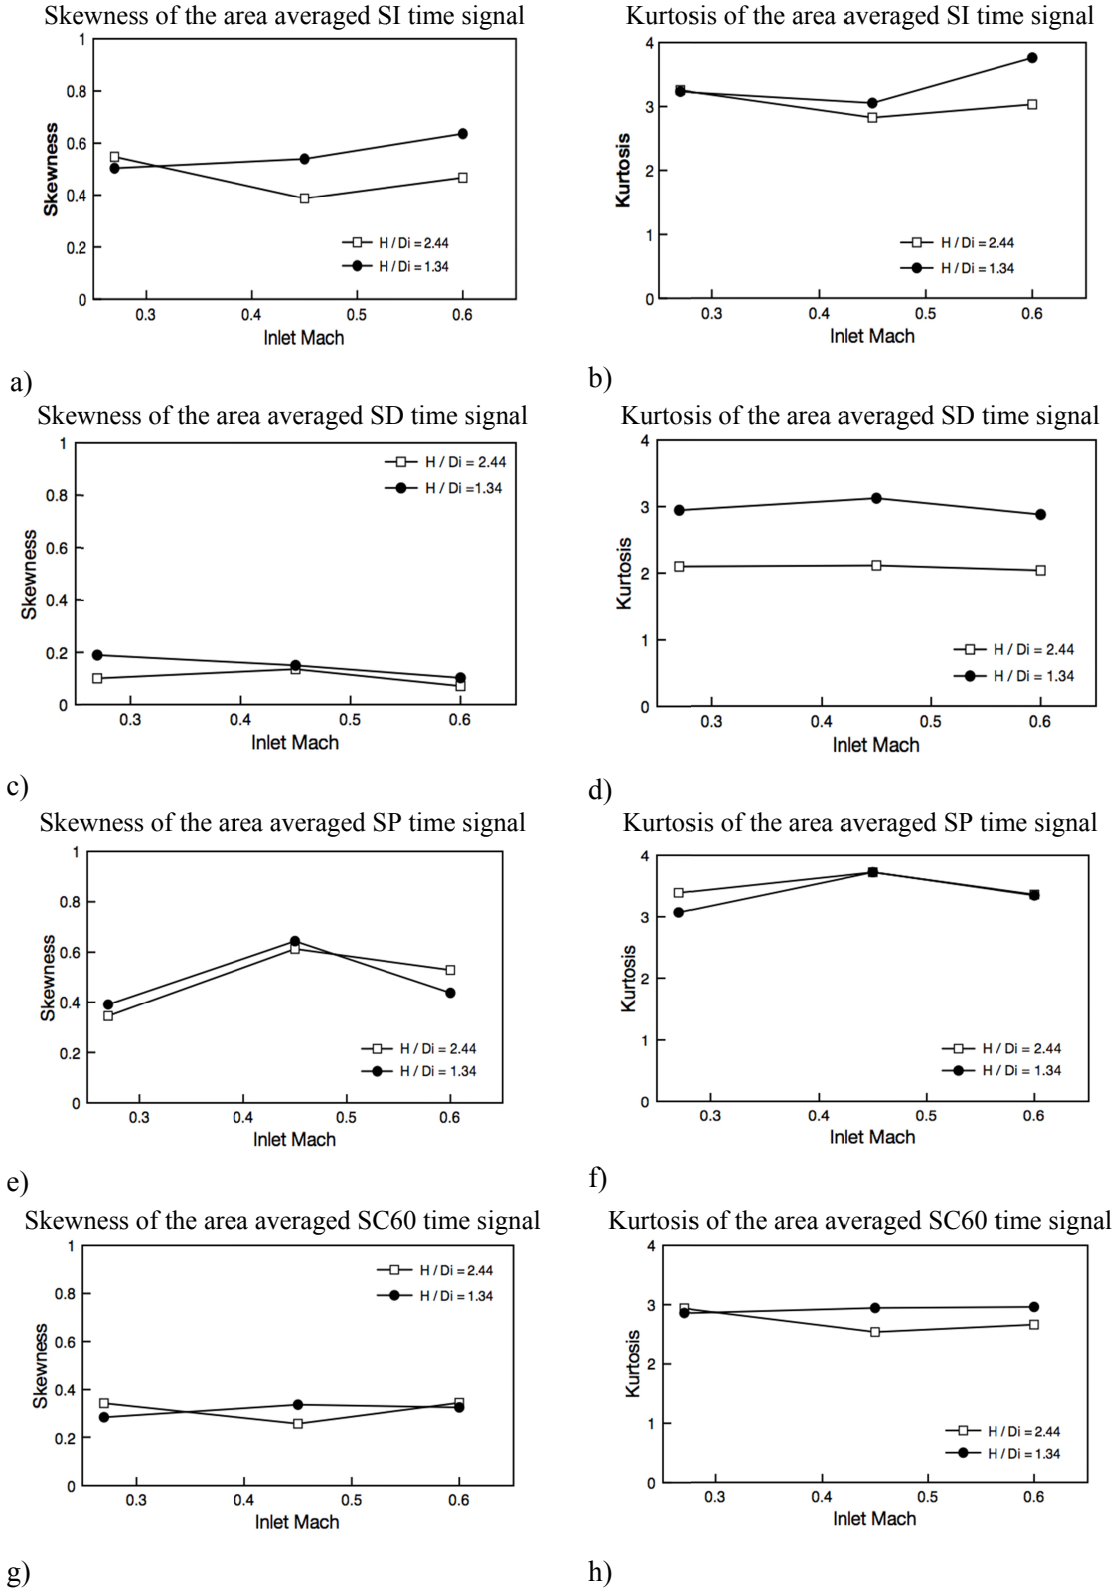 Skewness of the area averaged SI time signal
1
0.8
0.6
0.4
0.2
0
Skewness
H / Di = 2.44
H / Di = 1.34
0.3 0.4 0.5 0.6
Inlet Mach
a)
Kurtosis of the area averaged SI time signal
4
3
2
1
0
Kurtosis
H / Di = 2.44
H / Di = 1.34
0.3 0.4 0.5 0.6
Inlet Mach
b)
Skewness of the area averaged SD time signal
1
0.8
0.6
0.4
0.2
0
Skewness
H / Di = 2.44
H / Di =1.34
0.3 0.4 0.5 0.6
Inlet Mach
c)
Kurtosis of the area averaged SD time signal
4
3
2
1
0
Kurtosis
H / Di = 2.44
H / Di = 1.34
0.3 0.4 0.5 0.6
Inlet Mach
d)
Skewness of the area averaged SP time signal
1
0.8
0.6
0.4
0.2
0
Skewness
H / Di = 2.44
H / Di = 1.34
0.3 0.4 0.5 0.6
Inlet Mach
e)
Kurtosis of the area averaged SP time signal
4
3
2
1
0
Kurtosis
H / Di = 2.44
H / Di = 1.34
0.3 0.4 0.5 0.6
Inlet Mach
f)
Skewness of the area averaged SC60 time signal
1
0.8
0.6
0.4
0.2
0
Skewness
H / Di = 2.44
H / Di = 1.34
0.3 0.4 0.5 0.6
Inlet Mach
g)
Kurtosis of the area averaged SC60 time signal
4
3
2
1
0
Kurtosis
H / Di = 2.44
H / Di = 1.34
0.3 0.4 0.5 0.6
Inlet Mach
h)